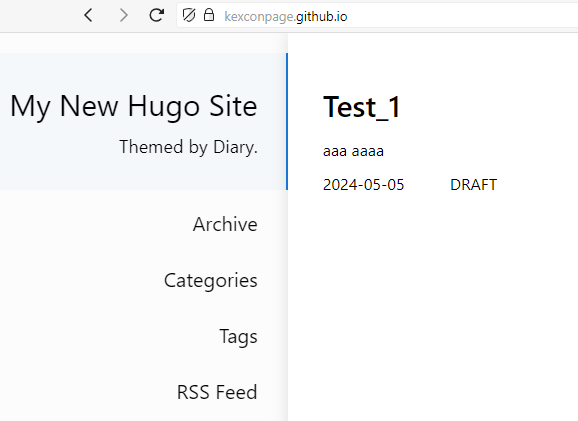 kexconpage.github.io
My New Hugo Site
Themed by Diary.
Archive
Categories
Tags
RSS Feed
Test_1
aaa aaaa
2024-05-05 DRAFT